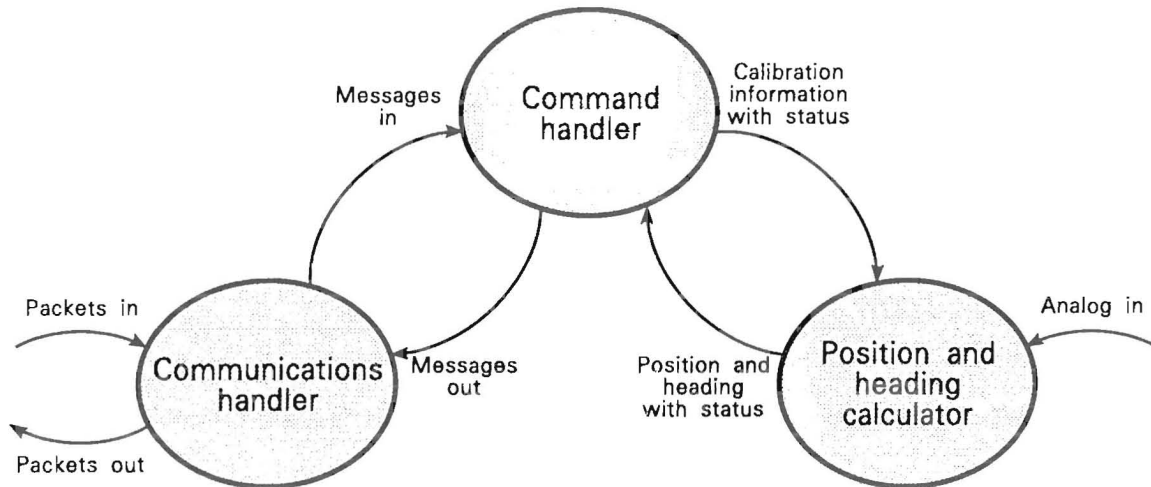 Messages
in
Command
handler
Calibration
information
with status
Packets in
Communications
handler
Messages
out
Packets out
Position and
heading
with status
Position and
heading
calculator
Analog in